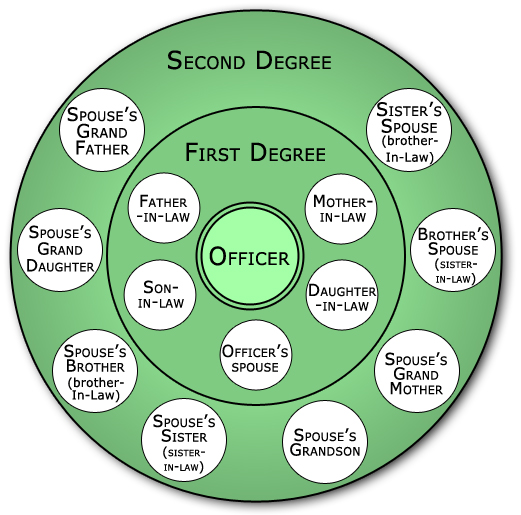 Second Degree
Spouse's
Grand
Father
Sister's
Spouse
(brother-
In-Law)
First Degree
Father
-in-law
Mother-
in-law
Spouse's
Grand
Daughter
Officer
Brother's
Spouse
(sister-
in-law)
Son-
in-law
Daughter
-in-law
Spouse's
Brother
(brother-
In-Law)
Officer's
spouse
Spouse's
Grand
Mother
Spouse's
Sister
(sister-
in-law)
Spouse's
Grandson